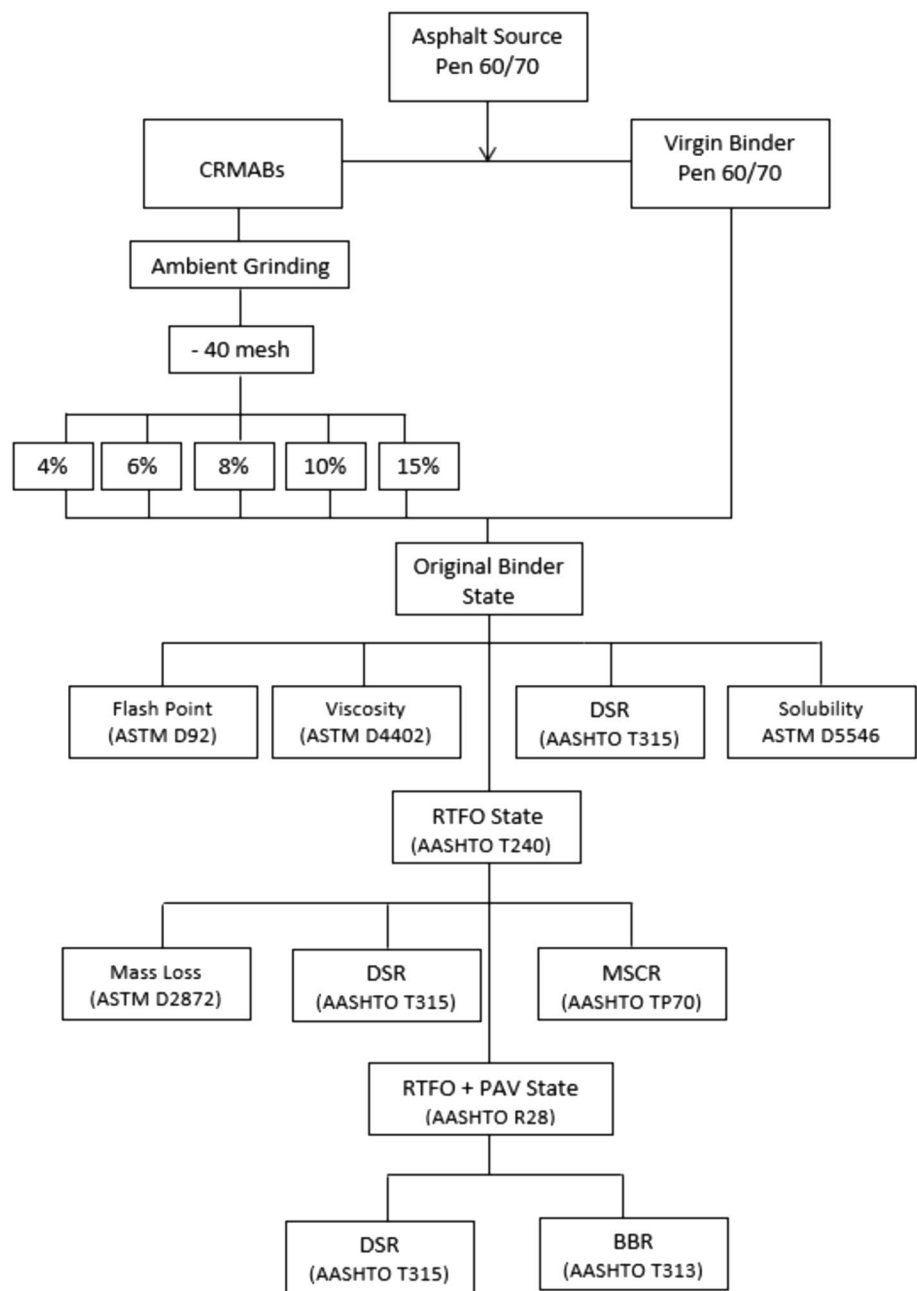 Asphalt Source
Pen 60/70
CRMABs
Virgin Binder
Pen 60/70
Ambient Grinding
- 40 mesh
4%
6%
8%
10%
15%
Original Binder
State
Flash Point
(ASTM D92)
Viscosity
(ASTM D4402)
DSR
(AASHTO T315)
Solubility
ASTM D5546
RTFO State
(AASHTO T240)
Mass Loss
(ASTM D2872)
DSR
(AASHTO T315)
MSCR
(AASHTO TP70)
RTFO + PAV State
(AASHTO R28)
DSR
(AASHTO T315)
BBR
(AASHTO T313)